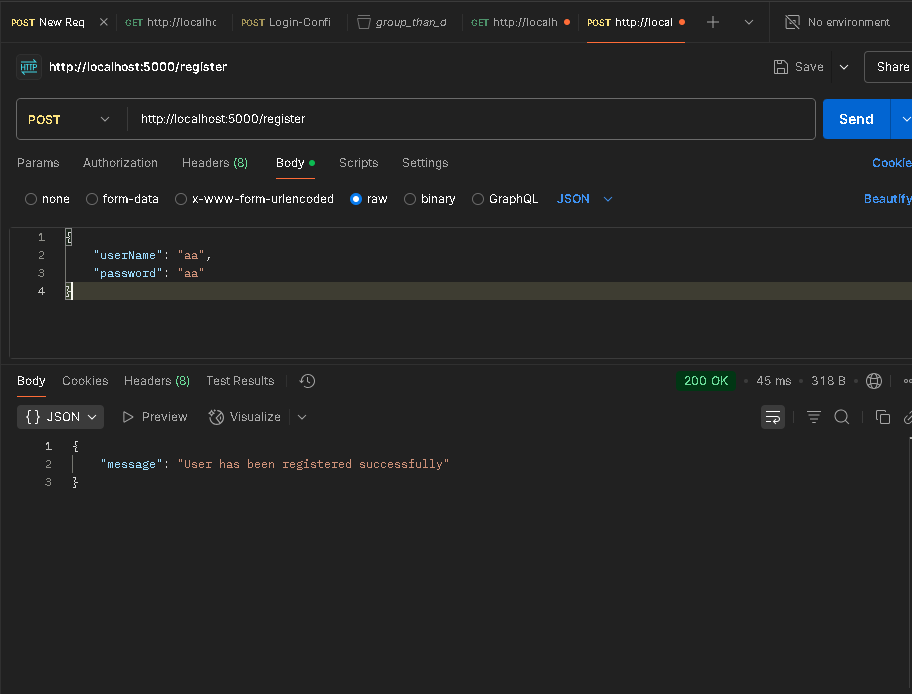 POST New Req GET http://localhc POST Login-Confi group_than_d GET http://localh POST http://local No environment
HTTP http://localhost:5000/register Save Share
POST http://localhost:5000/register Send
Params Authorization Headers (8) Body Scripts Settings Cookie
none form-data x-www-form-urlencoded raw binary GraphQL JSON Beautify
1 {
2 "userName": "aa",
3 "password": "aa"
4 }
Body Cookies Headers (8) Test Results 200 OK • 45 ms • 318 B •
{} JSON Preview Visualize
1 {
2 "message": "User has been registered successfully"
3 }